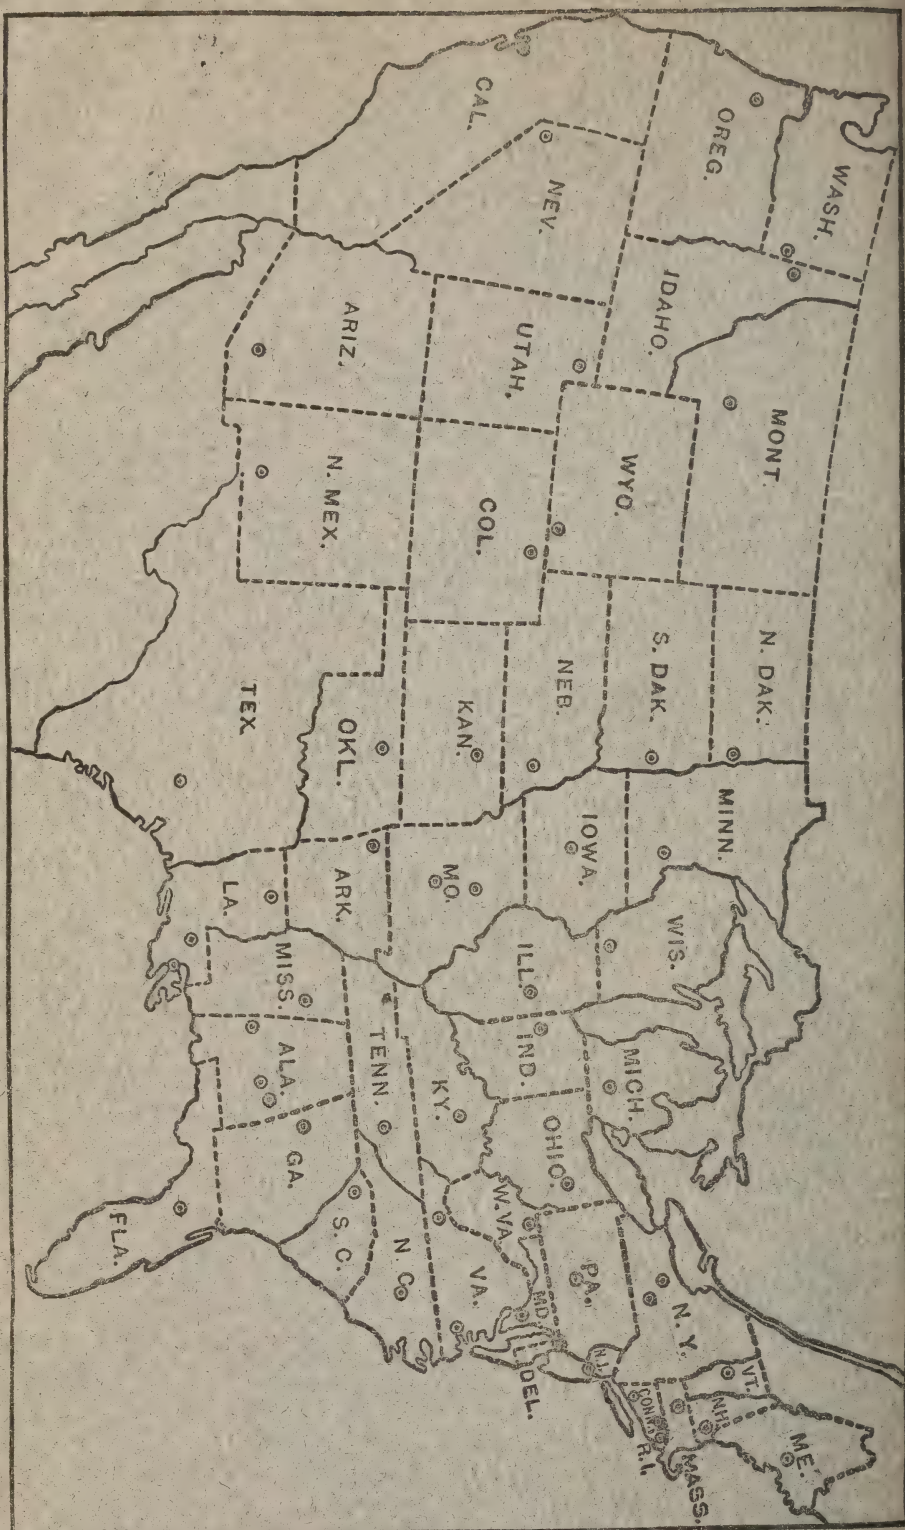 WASH.
OREG.
CAL.
NEV.
IDAHO.
MONT.
WYO.
UTAH.
ARIZ.
COL.
N. MEX.
N. DAK.
S. DAK.
NEB.
KAN.
OKL.
TEX.
MINN.
IOWA.
MO.
ARK.
LA.
WIS.
ILL.
MICH.
IND.
OHIO.
KY.
TENN.
MISS.
ALA.
GA.
FLA.
S. C.
N. C.
VA.
W. VA.
MD.
DEL.
PA.
N. J.
N. Y.
CONN.
R. I.
MASS.
VT.
N.H.
ME.